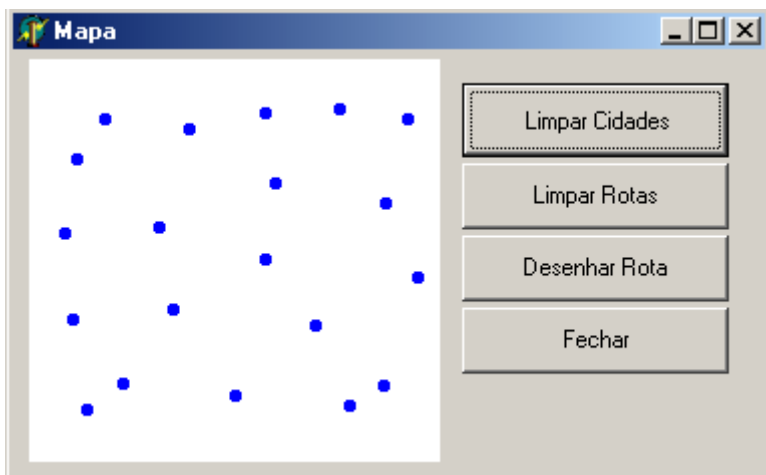 Mapa
Limpar Cidades
Limpar Rotas
Desenhar Rota
Fechar